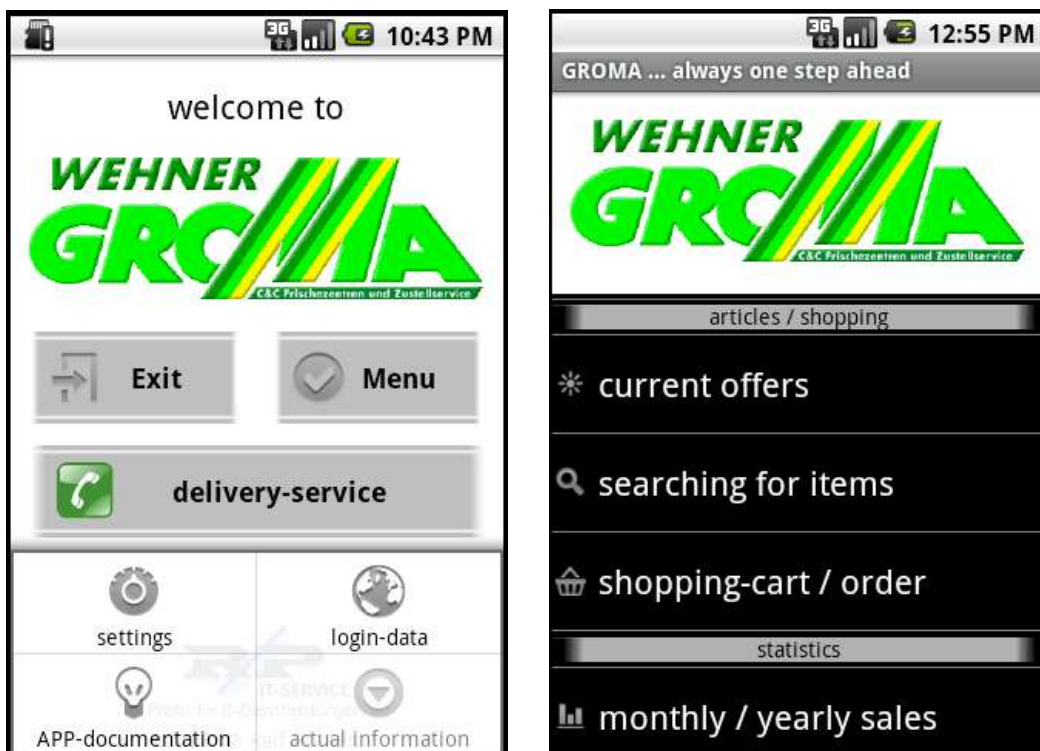 3G
10:43 PM
welcome to
WEHNER
GROMA
C&C Frischezentren und Zustellservice
Exit
Menu
delivery-service
settings
login-data
IT-SERVICE
APP-documentation
actual information
3G
12:55 PM
GROMA ... always one step ahead
WEHNER
GROMA
C&C Frischezentren und Zustellservice
articles / shopping
current offers
searching for items
shopping-cart / order
statistics
monthly / yearly sales